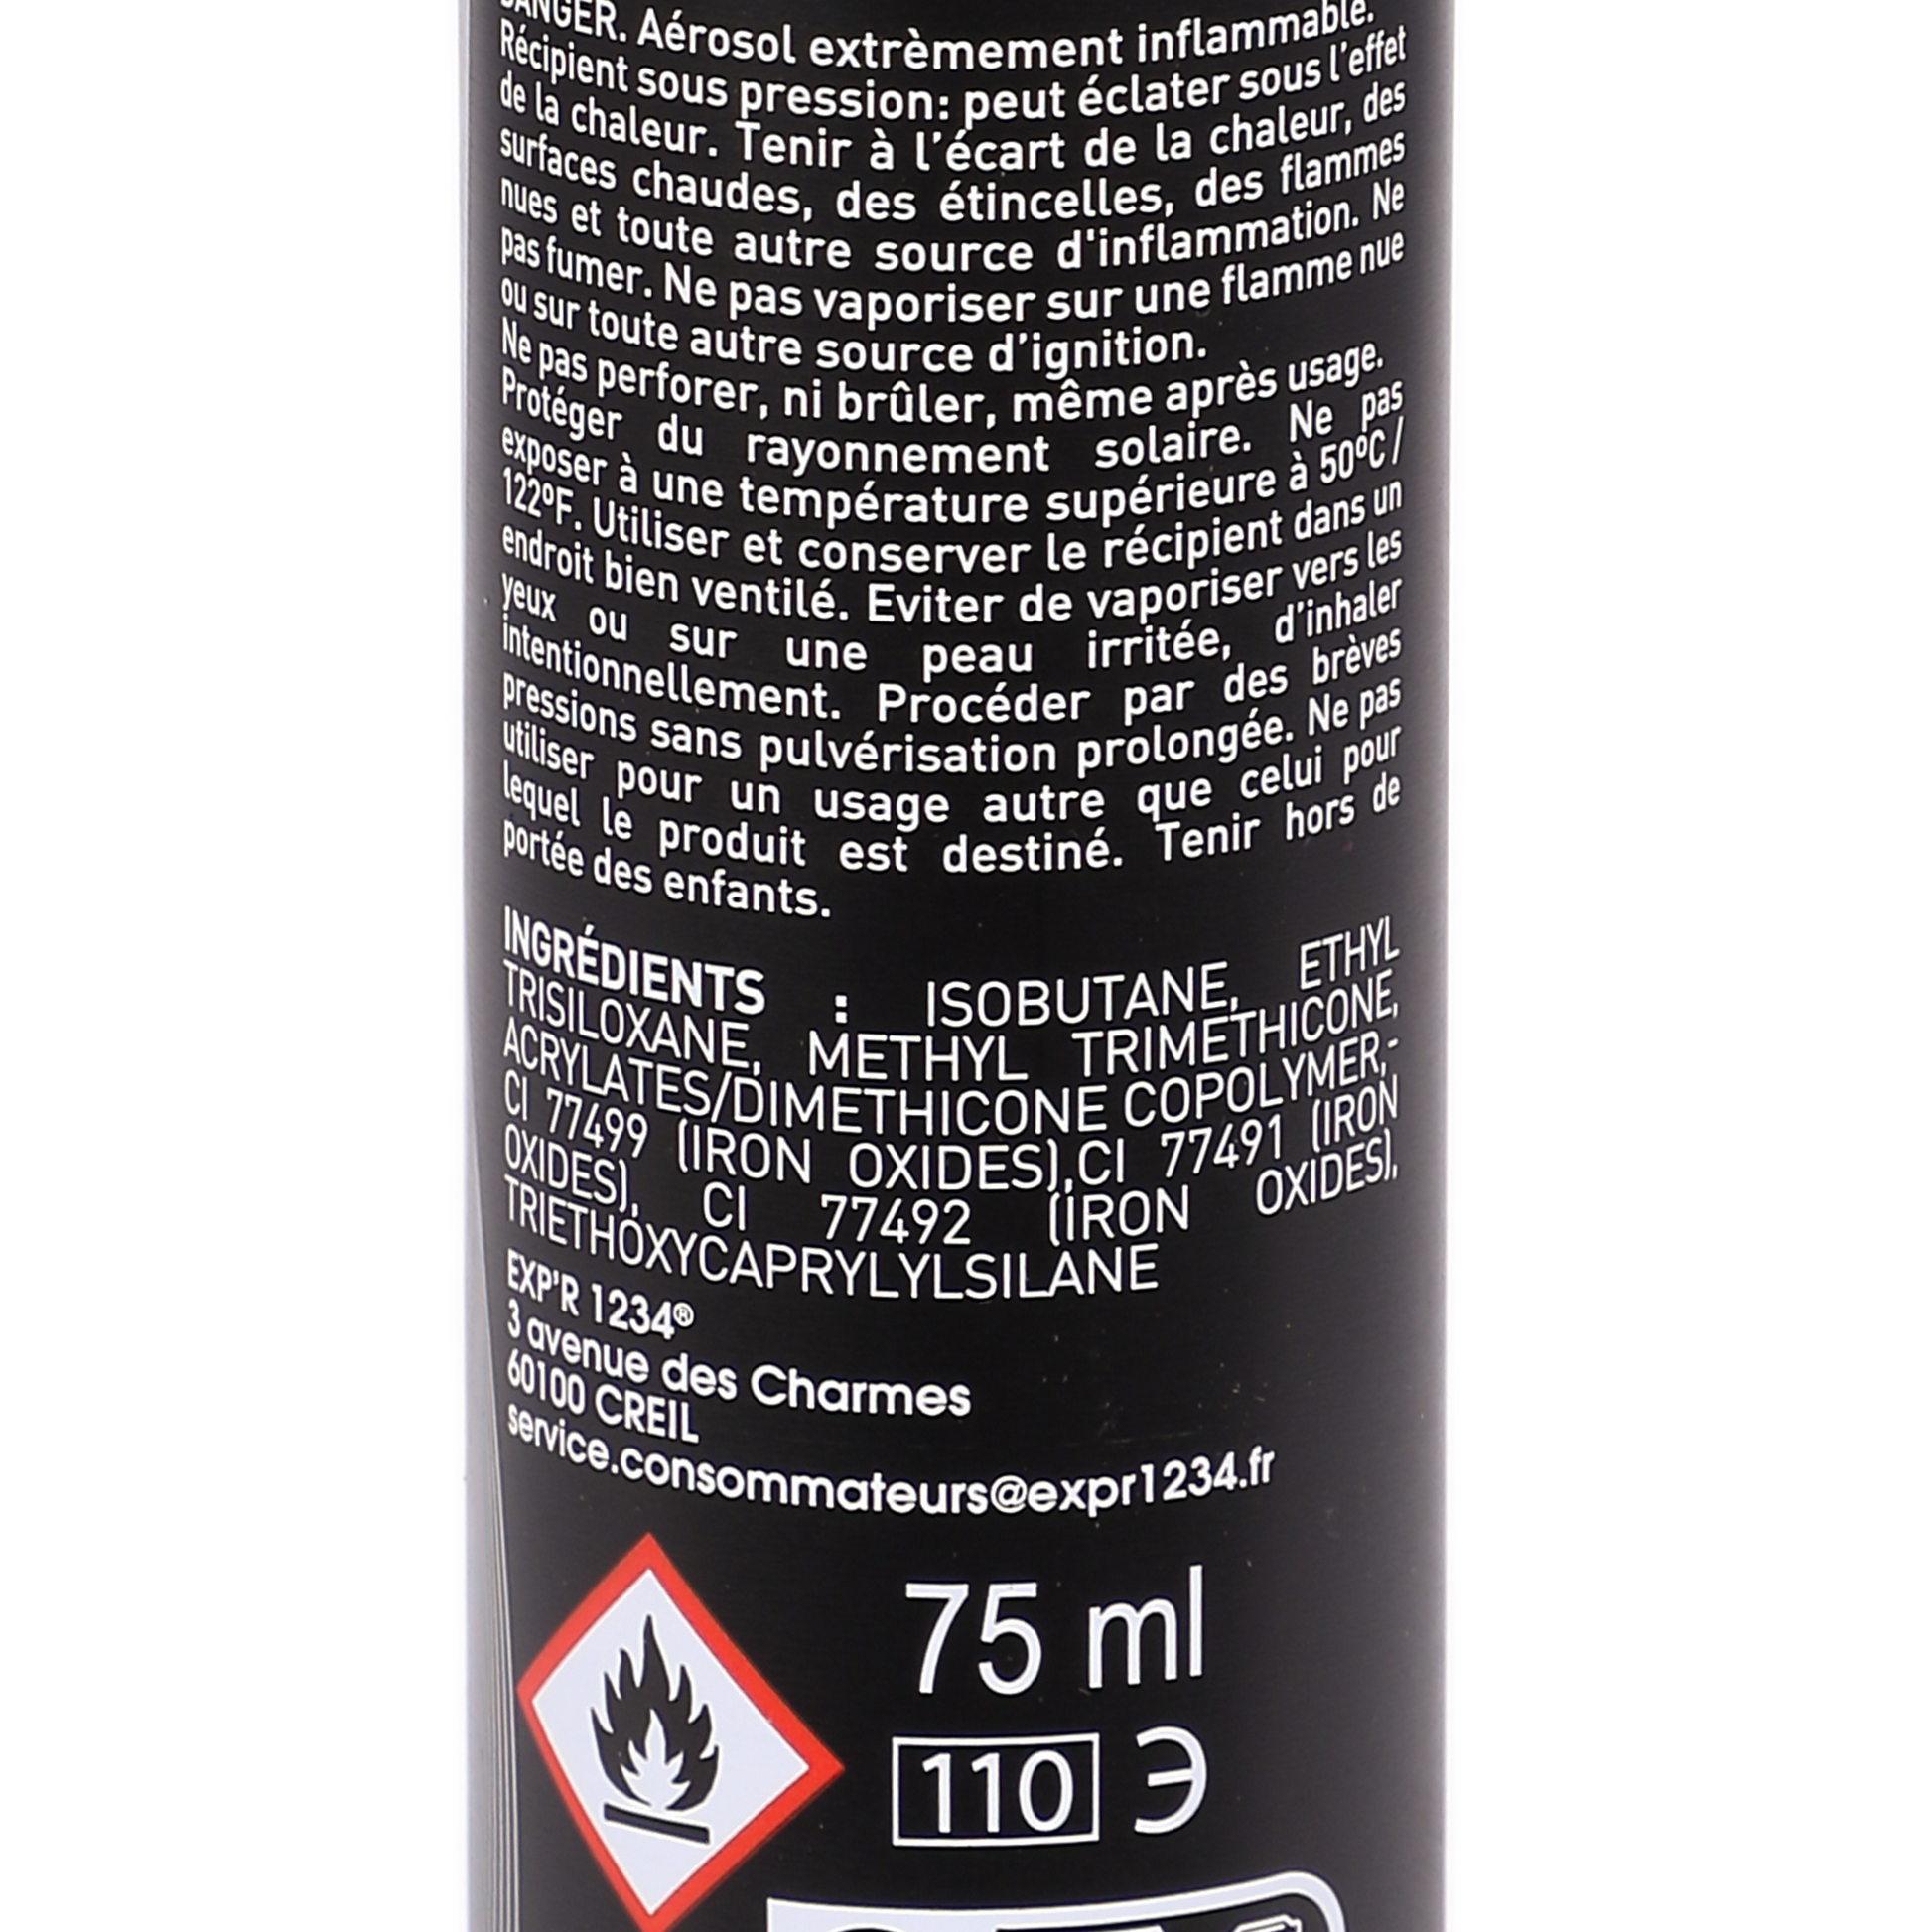 DANGER. Aérosol extrèmement inflammable.
Récipient sous pression: peut éclater sous l'effet
de la chaleur. Tenir à l'écart de la chaleur, des
surfaces chaudes, des étincelles, des flammes
nues et toute autre source d'inflammation. Ne
pas fumer. Ne pas vaporiser sur une flamme nue
ou sur toute autre source d'ignition.
Ne pas perforer, ni brûler, même après usage.
Protéger du rayonnement solaire. Ne pas
exposer à une température supérieure à 50ºC /
122ºF. Utiliser et conserver le récipient dans un
endroit bien ventilé. Eviter de vaporiser vers les
yeux ou sur une peau irritée, d'inhaler
intentionnellement. Procéder par des brèves
pressions sans pulvérisation prolongée. Ne pas
utiliser pour un usage autre que celui pour
lequel le produit est destiné. Tenir hors de
portée des enfants.
INGRÉDIENTS : ISOBUTANE, ETHYL
TRISILOXANE, METHYL TRIMETHICONE,
ACRYLATES/DIMETHICONE COPOLYMER,-
CI 77499 (IRON OXIDES),CI 77491 (IRON
OXIDES), CI 77492 (IRON OXIDES),
TRIETHOXYCAPRYLYLSILANE
EXP'R 1234®
3 avenue des Charmes
60100 CREIL
service.consommateurs@expr1234.fr
75 ml
110 Э